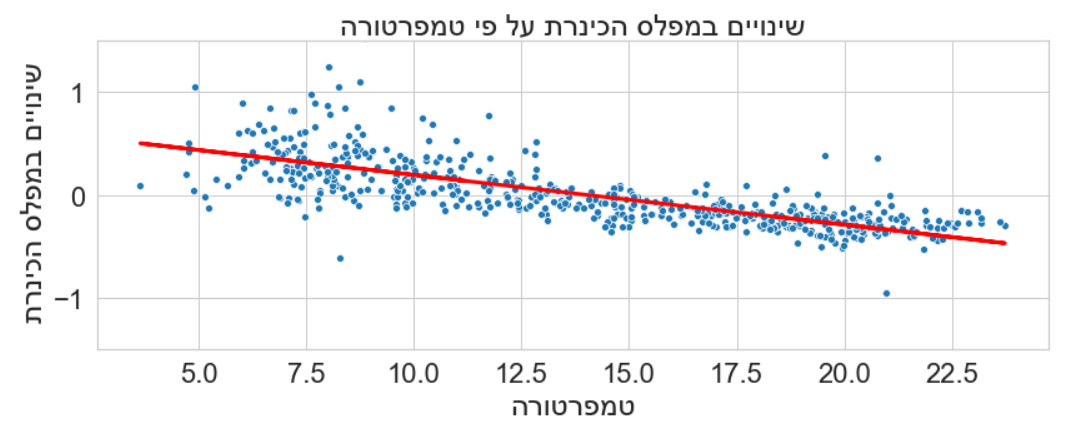 שינויים במפלס הכינרת על פי טמפרטורה
שינויים במפלס הכינרת
1
0
−1
5.0 7.5 10.0 12.5 15.0 17.5 20.0 22.5
טמפרטורה